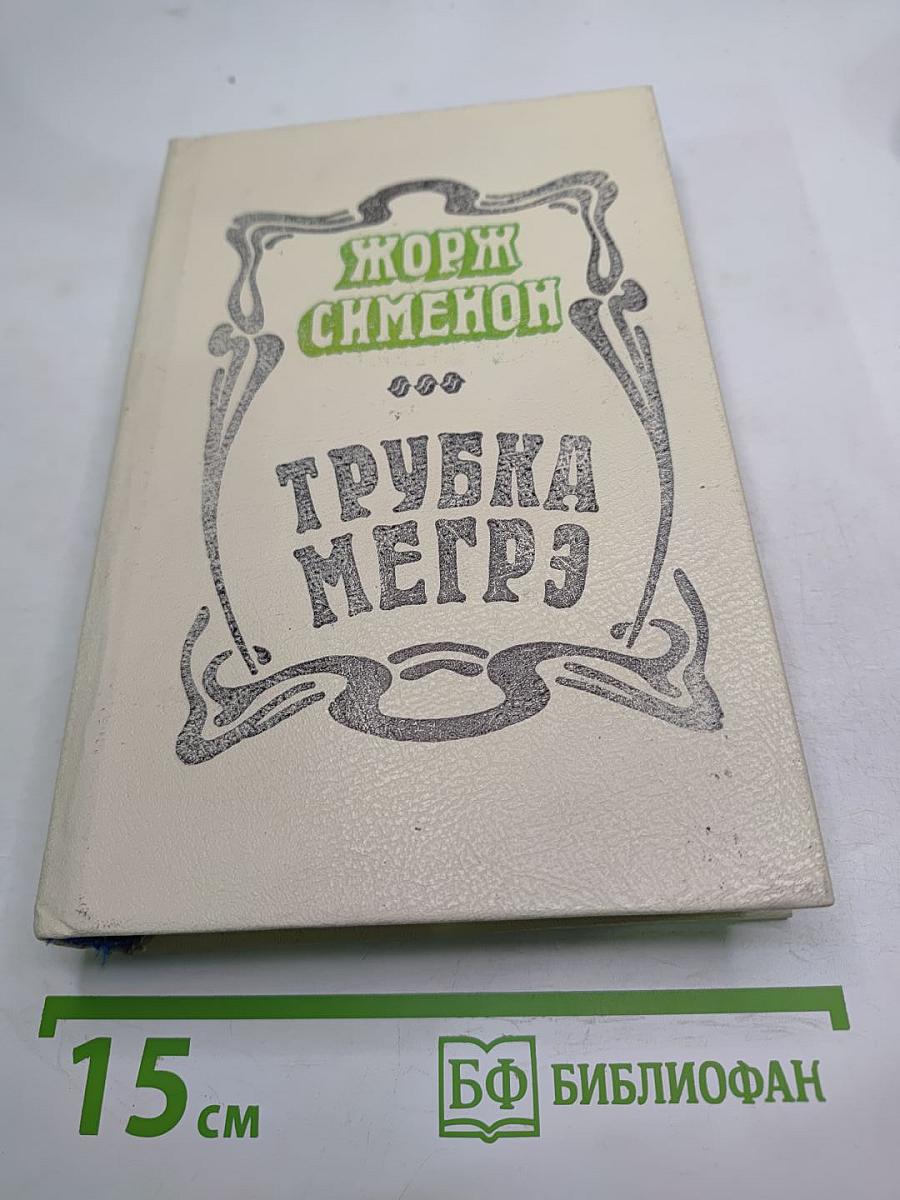 ЖОРЖ
СИМЕНОН
ТРУБКА
МЕГРЭ
15 см
БФ БИБЛИОФАН